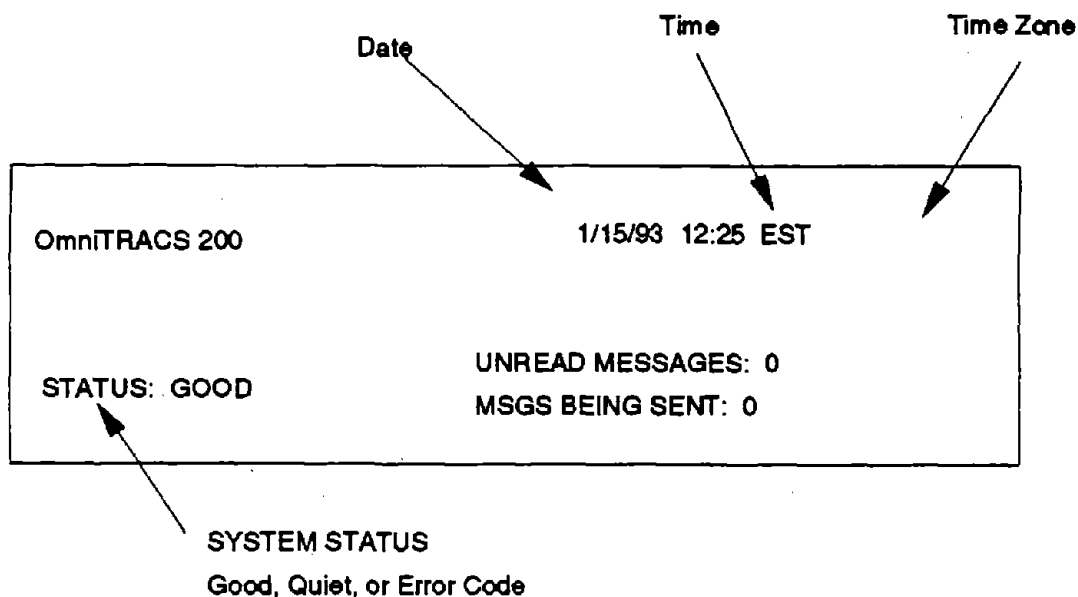 Date
Time
Time Zone
OmniTRACS 200
1/15/93 12:25 EST
STATUS: GOOD
UNREAD MESSAGES: 0
MSGS BEING SENT: 0
SYSTEM STATUS
Good, Quiet, or Error Code